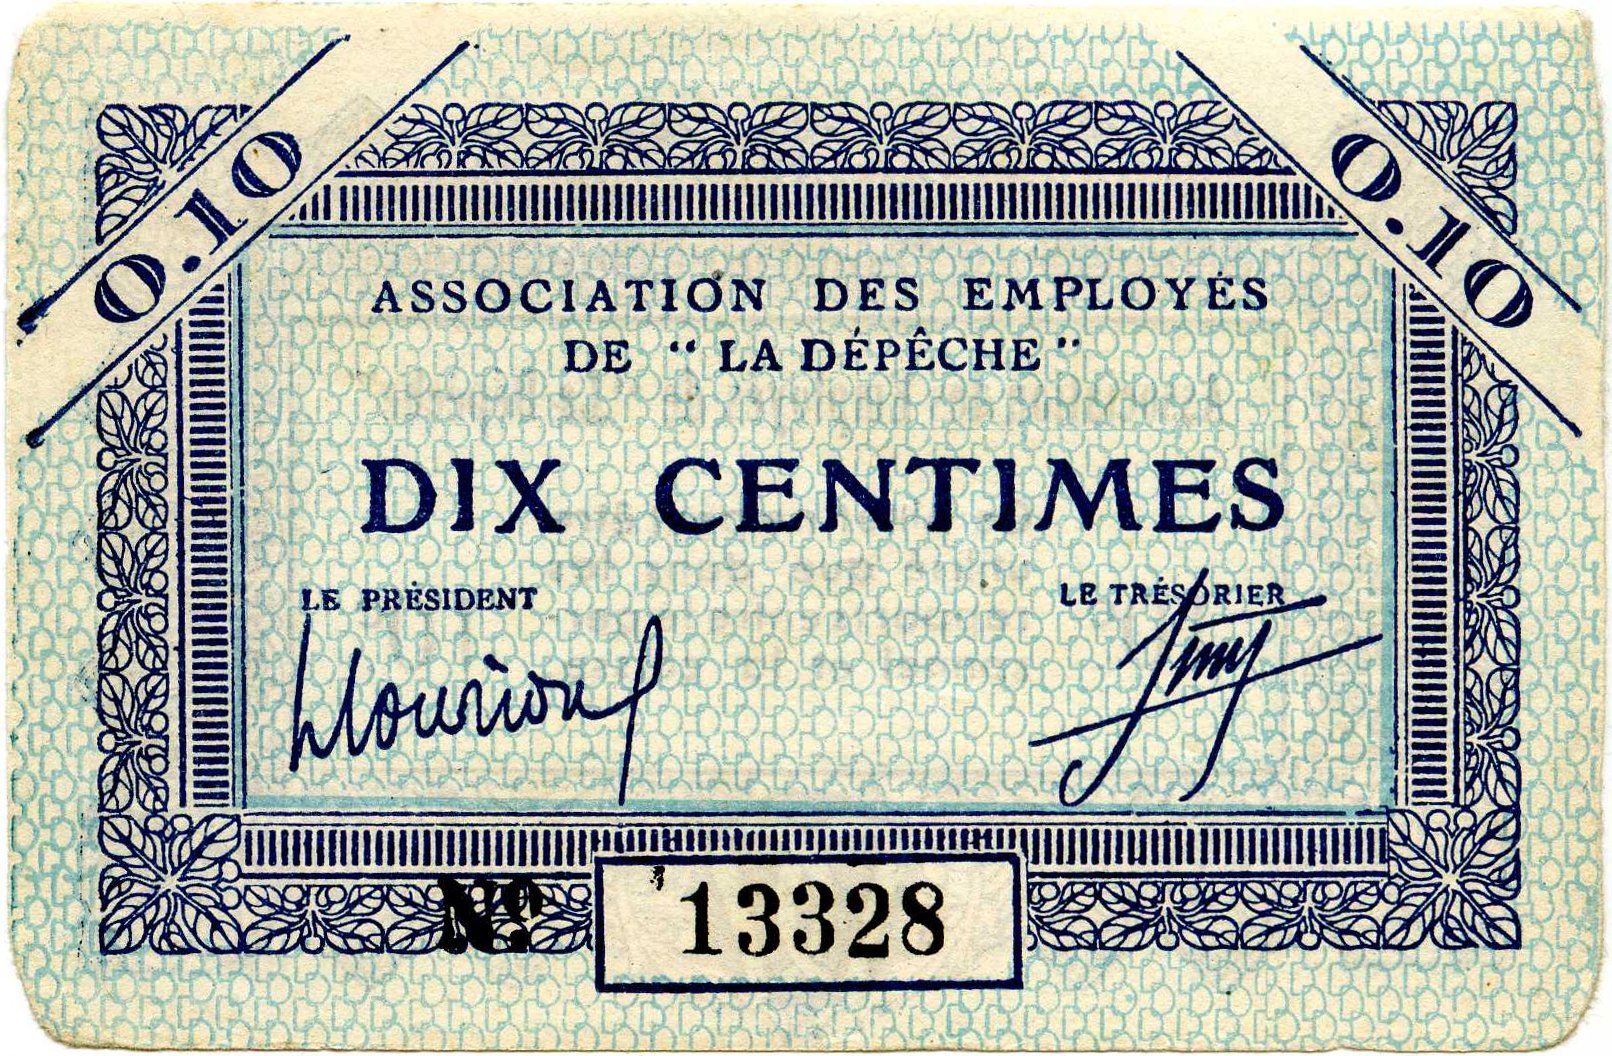 0.10
0.10
ASSOCIATION DES EMPLOYÉS
DE " LA DÉPÊCHE "
DIX CENTIMES
LE PRÉSIDENT
LE TRÉSORIER
Nº
13328